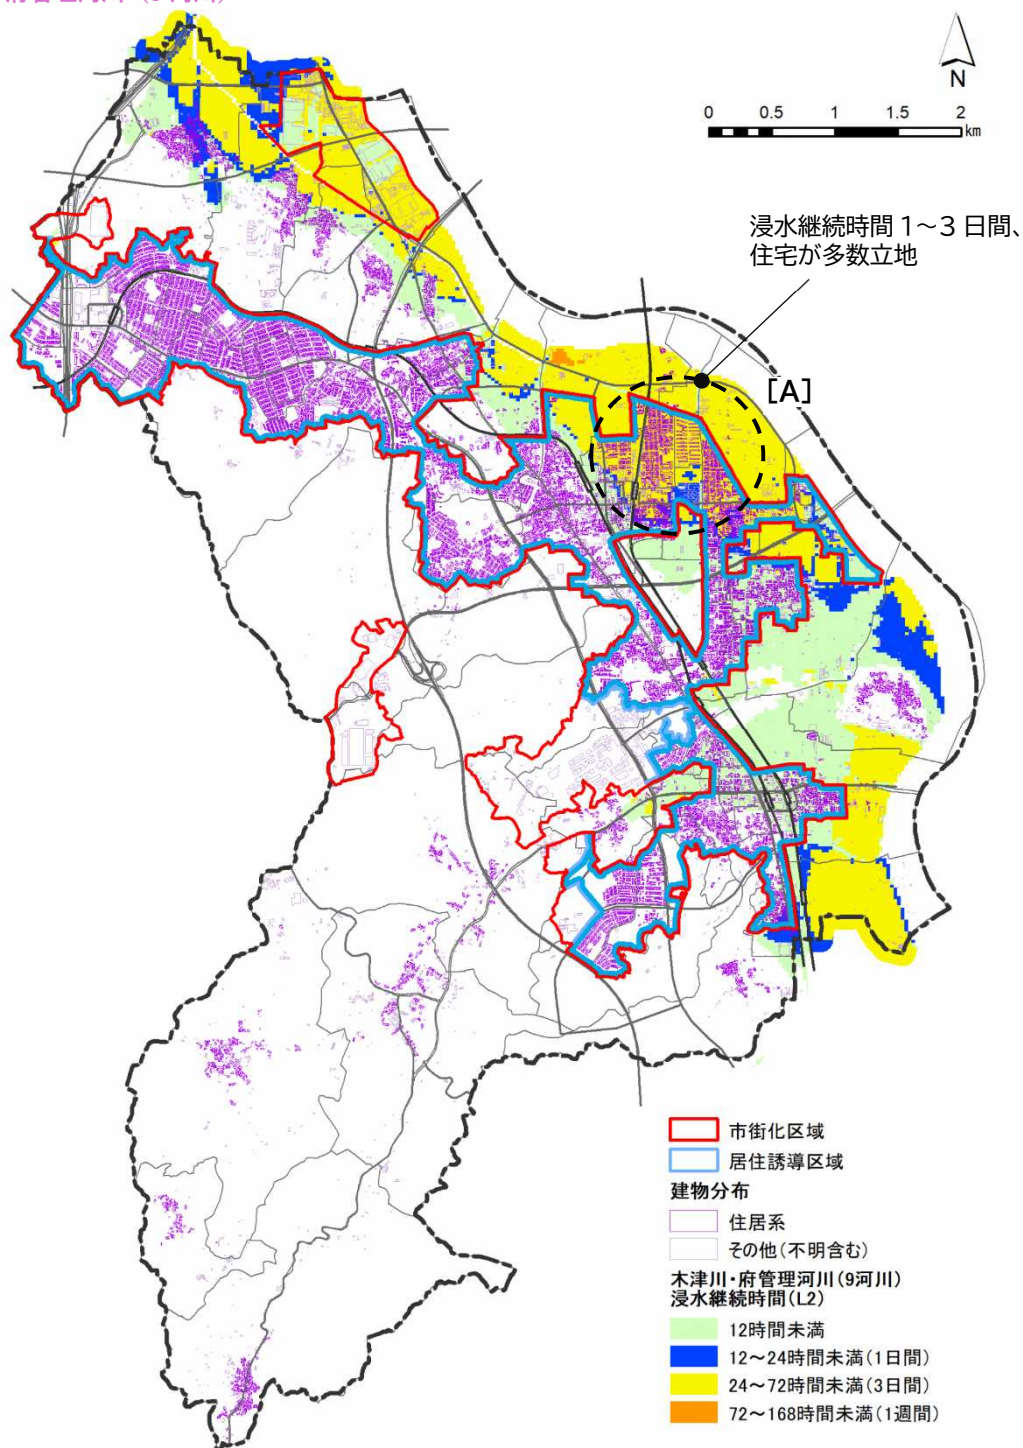 N
0 0.5 1 1.5 2
km
浸水継続時間 1～3 日間、
住宅が多数立地
[A]
市街化区域
居住誘導区域
建物分布
住居系
その他(不明含む)
木津川・府管理河川(9河川)
浸水継続時間(L2)
12時間未満
12～24時間未満(1日間)
24～72時間未満(3日間)
72～168時間未満(1週間)